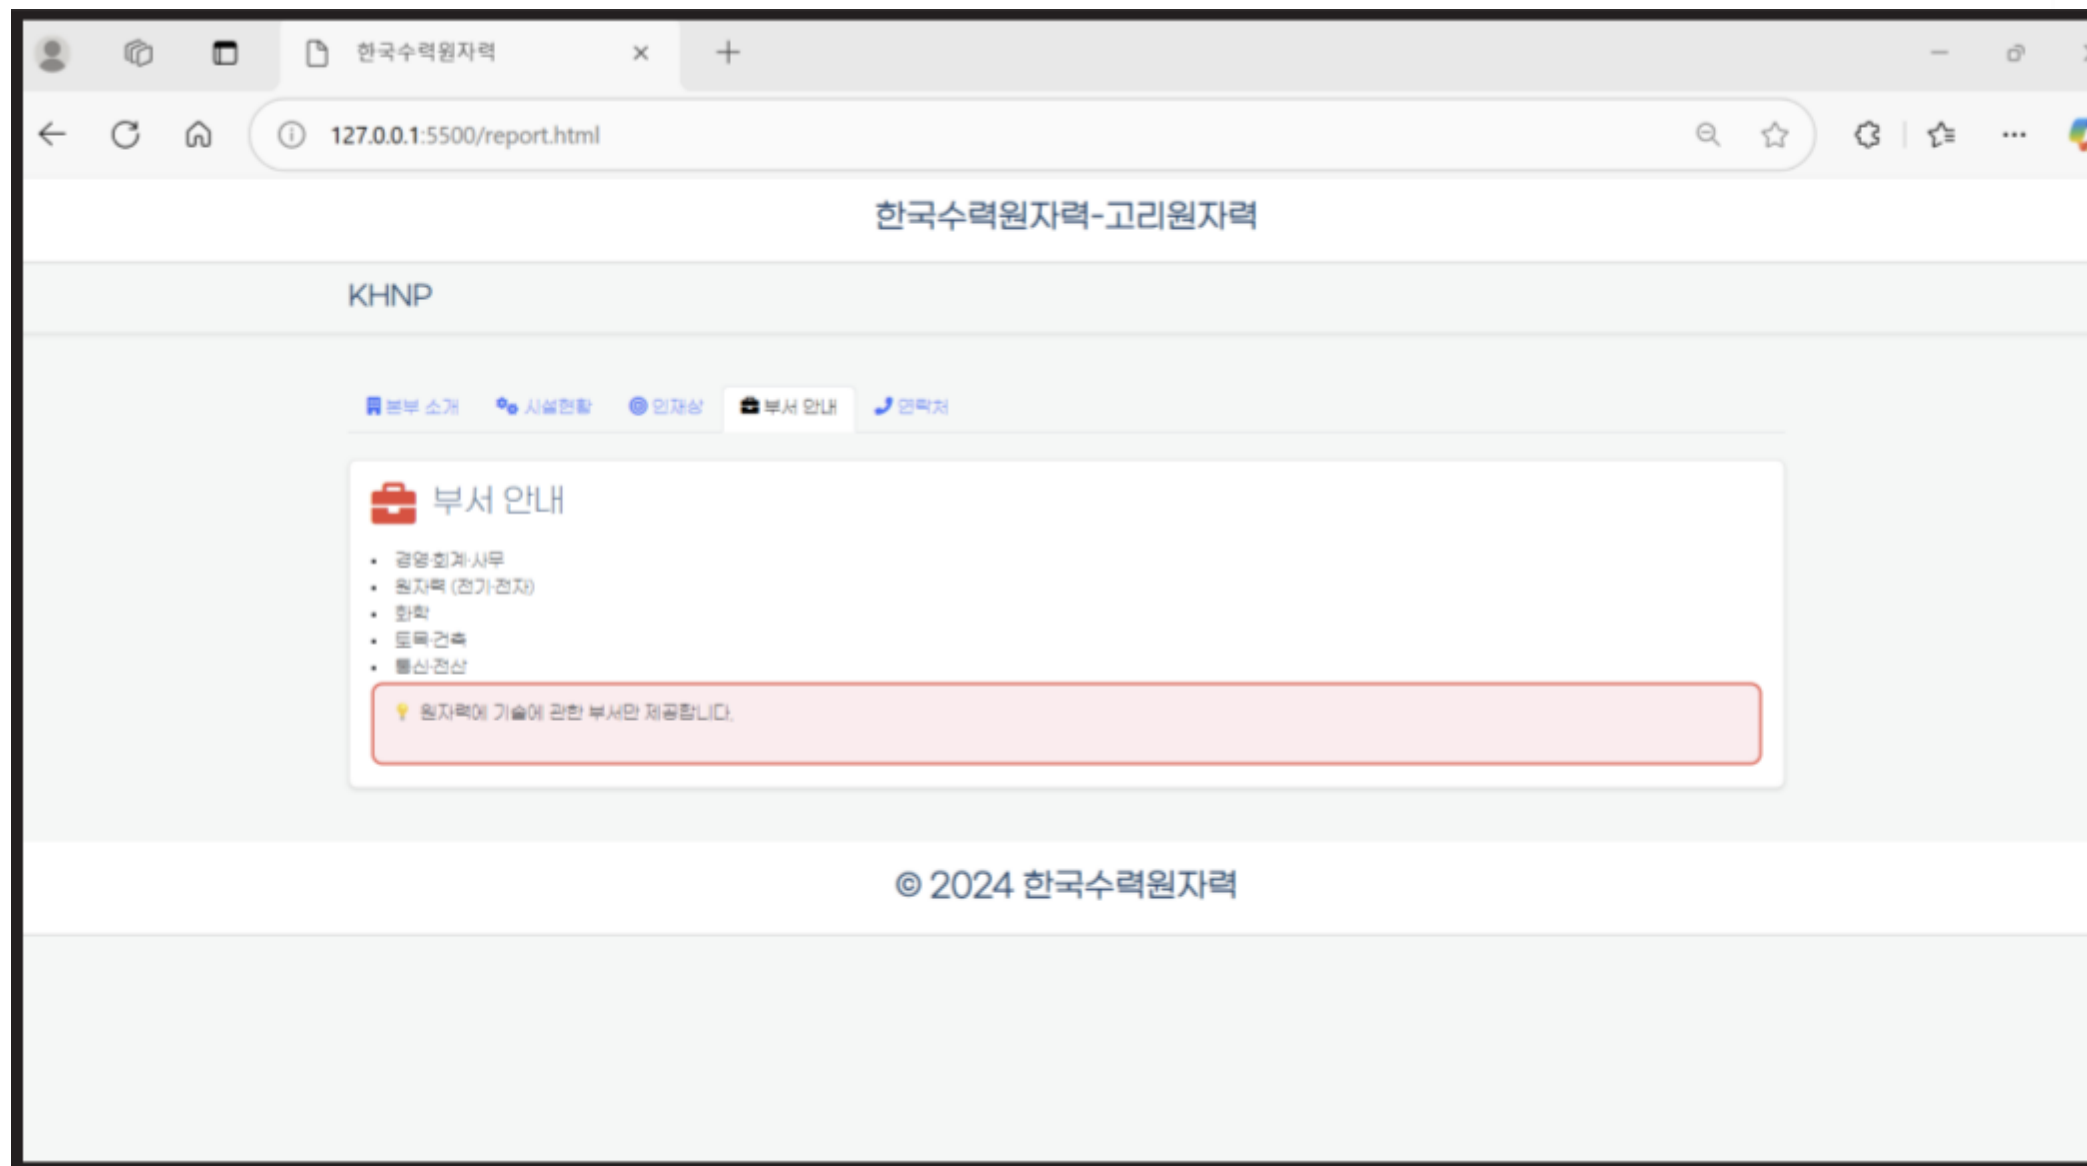 한국수력원자력
127.0.0.1:5500/report.html
한국수력원자력-고리원자력
KHNP
본부 소개 시설현황 인재상 부서 안내 연락처
부서 안내
경영·회계·사무
원자력 (전기·전자)
화학
토목·건축
통신·전산
원자력에 기술에 관한 부서만 제공합니다.
© 2024 한국수력원자력